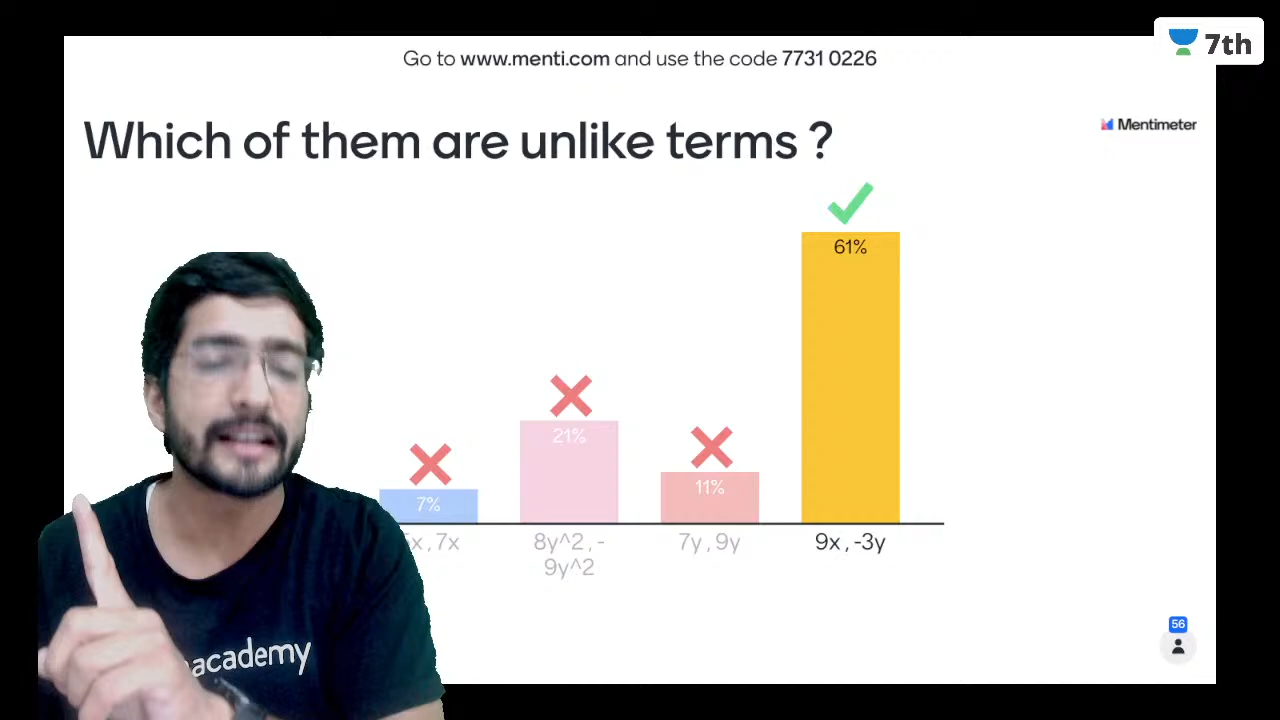 Go to www.menti.com and use the code 7731 0226
7th
Which of them are unlike terms ?
Mentimeter
61%
21%
11%
7%
x , 7x
8y^2 , -
9y^2
7y , 9y
9x , -3y
56
academy